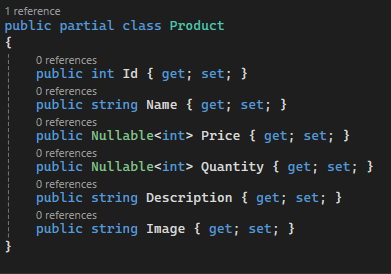 1 reference
public partial class Product
{
0 references
public int Id { get; set; }
0 references
public string Name { get; set; }
0 references
public Nullable<int> Price { get; set; }
0 references
public Nullable<int> Quantity { get; set; }
0 references
public string Description { get; set; }
0 references
public string Image { get; set; }
}